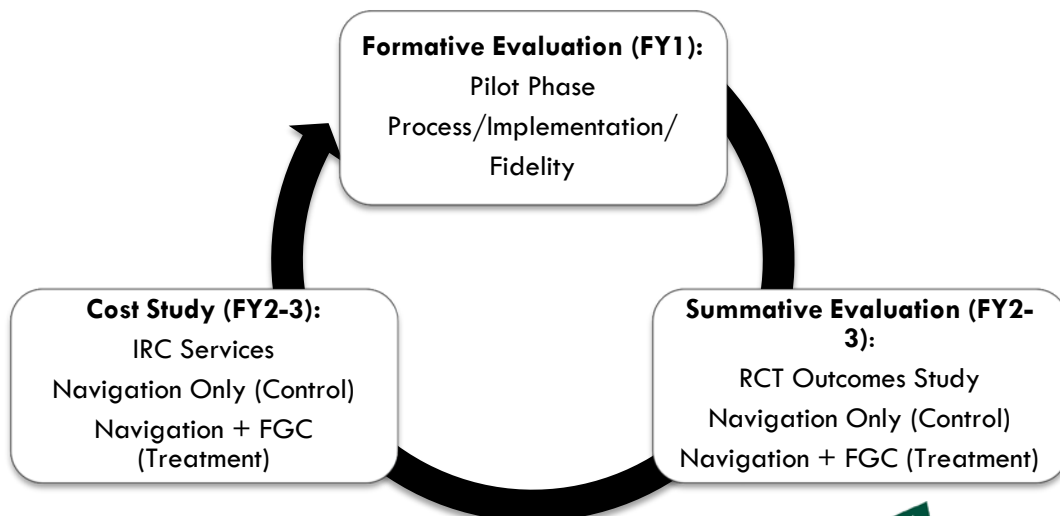 Formative Evaluation (FY1):
Pilot Phase
Process/Implementation/
Fidelity
Cost Study (FY2-3):
IRC Services
Navigation Only (Control)
Navigation + FGC
(Treatment)
Summative Evaluation (FY2-
3):
RCT Outcomes Study
Navigation Only (Control)
Navigation + FGC (Treatment)